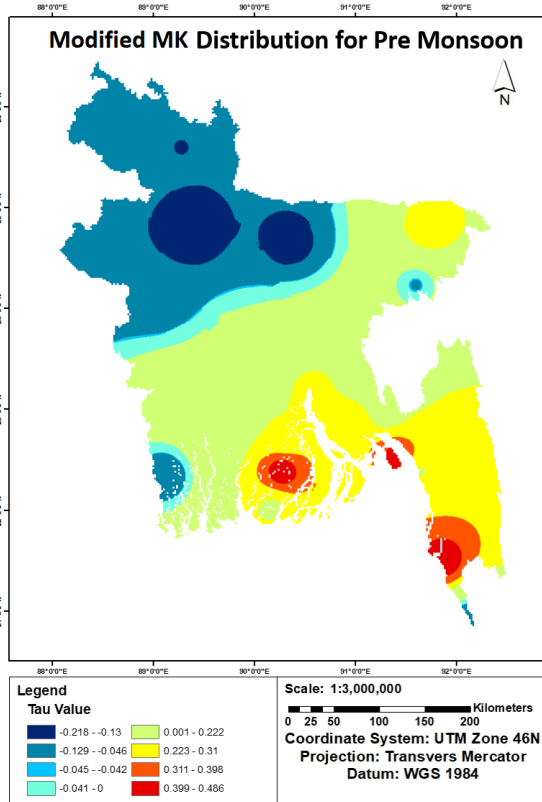 Modified MK Distribution for Pre Monsoon
88°0'0"E 89°0'0"E 90°0'0"E 91°0'0"E 92°0'0"E
N
88°0'0"E 89°0'0"E 90°0'0"E 91°0'0"E 92°0'0"E
Legend
Tau Value
-0.218 - -0.13
-0.129 - -0.046
-0.045 - -0.042
-0.041 - 0
0.001 - 0.222
0.223 - 0.31
0.311 - 0.398
0.399 - 0.486
Scale: 1:3,000,000
Kilometers
0 25 50 100 150 200
Coordinate System: UTM Zone 46N
Projection: Transvers Mercator
Datum: WGS 1984